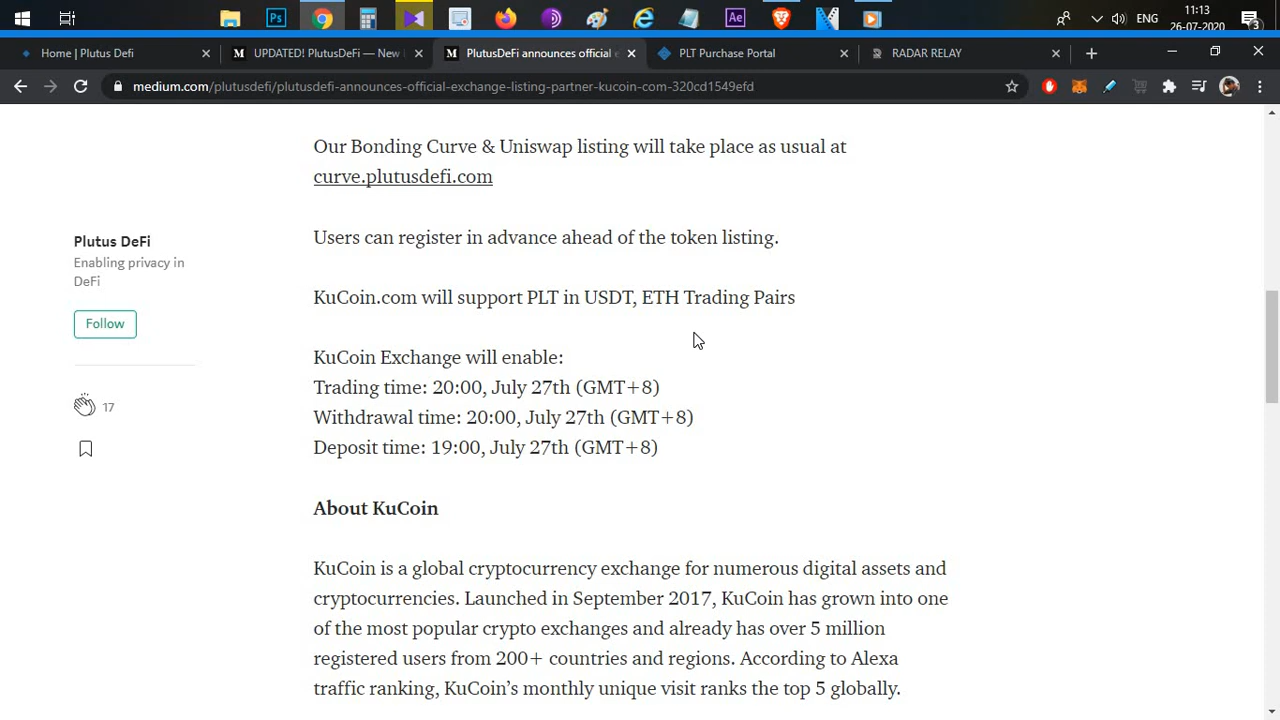 11:13
ENG
26-07-2020
3
Home | Plutus Defi
UPDATED! PlutusDeFi — New
PlutusDeFi announces official
PLT Purchase Portal
RADAR RELAY
medium.com/plutusdefi/plutusdefi-announces-official-exchange-listing-partner-kucoin-com-320cd1549efd
Our Bonding Curve & Uniswap listing will take place as usual at
curve.plutusdefi.com
Users can register in advance ahead of the token listing.
Plutus DeFi
Enabling privacy in
DeFi
Follow
17
KuCoin.com will support PLT in USDT, ETH Trading Pairs
KuCoin Exchange will enable:
Trading time: 20:00, July 27th (GMT+8)
Withdrawal time: 20:00, July 27th (GMT+8)
Deposit time: 19:00, July 27th (GMT+8)
About KuCoin
KuCoin is a global cryptocurrency exchange for numerous digital assets and
cryptocurrencies. Launched in September 2017, KuCoin has grown into one
of the most popular crypto exchanges and already has over 5 million
registered users from 200+ countries and regions. According to Alexa
traffic ranking, KuCoin’s monthly unique visit ranks the top 5 globally.